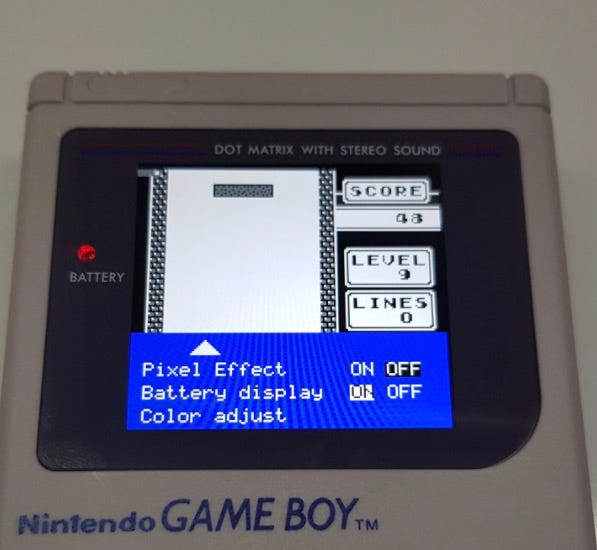 DOT MATRIX WITH STEREO SOUND
SCORE
48
LEVEL
9
LINES
0
BATTERY
Pixel Effect ON OFF
Battery display ON OFF
Color adjust
Nintendo GAME BOY TM